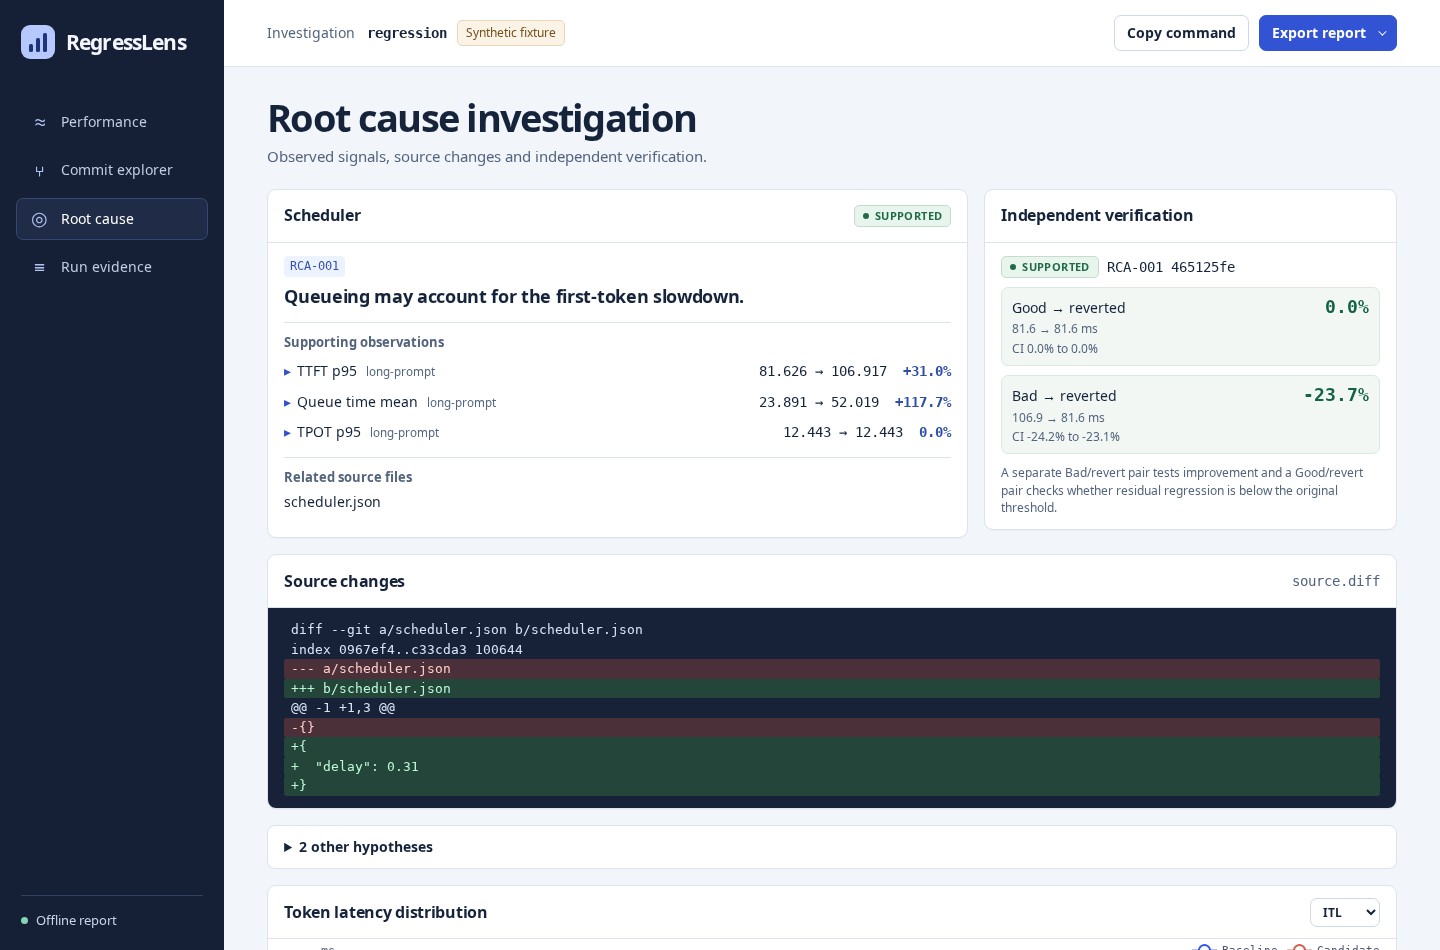 RegressLens
Performance
Commit explorer
Root cause
Run evidence
Offline report
Investigation regression Synthetic fixture
Copy command
Export report
Root cause investigation
Observed signals, source changes and independent verification.
Scheduler
SUPPORTED
RCA-001
Queueing may account for the first-token slowdown.
Supporting observations
▸ TTFT p95 long-prompt 81.626 → 106.917 +31.0%
▸ Queue time mean long-prompt 23.891 → 52.019 +117.7%
▸ TPOT p95 long-prompt 12.443 → 12.443 0.0%
Related source files
scheduler.json
Independent verification
SUPPORTED RCA-001 465125fe
Good → reverted 0.0%
81.6 → 81.6 ms
CI 0.0% to 0.0%
Bad → reverted -23.7%
106.9 → 81.6 ms
CI -24.2% to -23.1%
A separate Bad/revert pair tests improvement and a Good/revert
pair checks whether residual regression is below the original
threshold.
Source changes
source.diff
diff --git a/scheduler.json b/scheduler.json
index 0967ef4..c33cda3 100644
--- a/scheduler.json
+++ b/scheduler.json
@@ -1 +1,3 @@
-{}
+{
+  "delay": 0.31
+}
▶ 2 other hypotheses
Token latency distribution
ITL
ms
Baseline Candidate